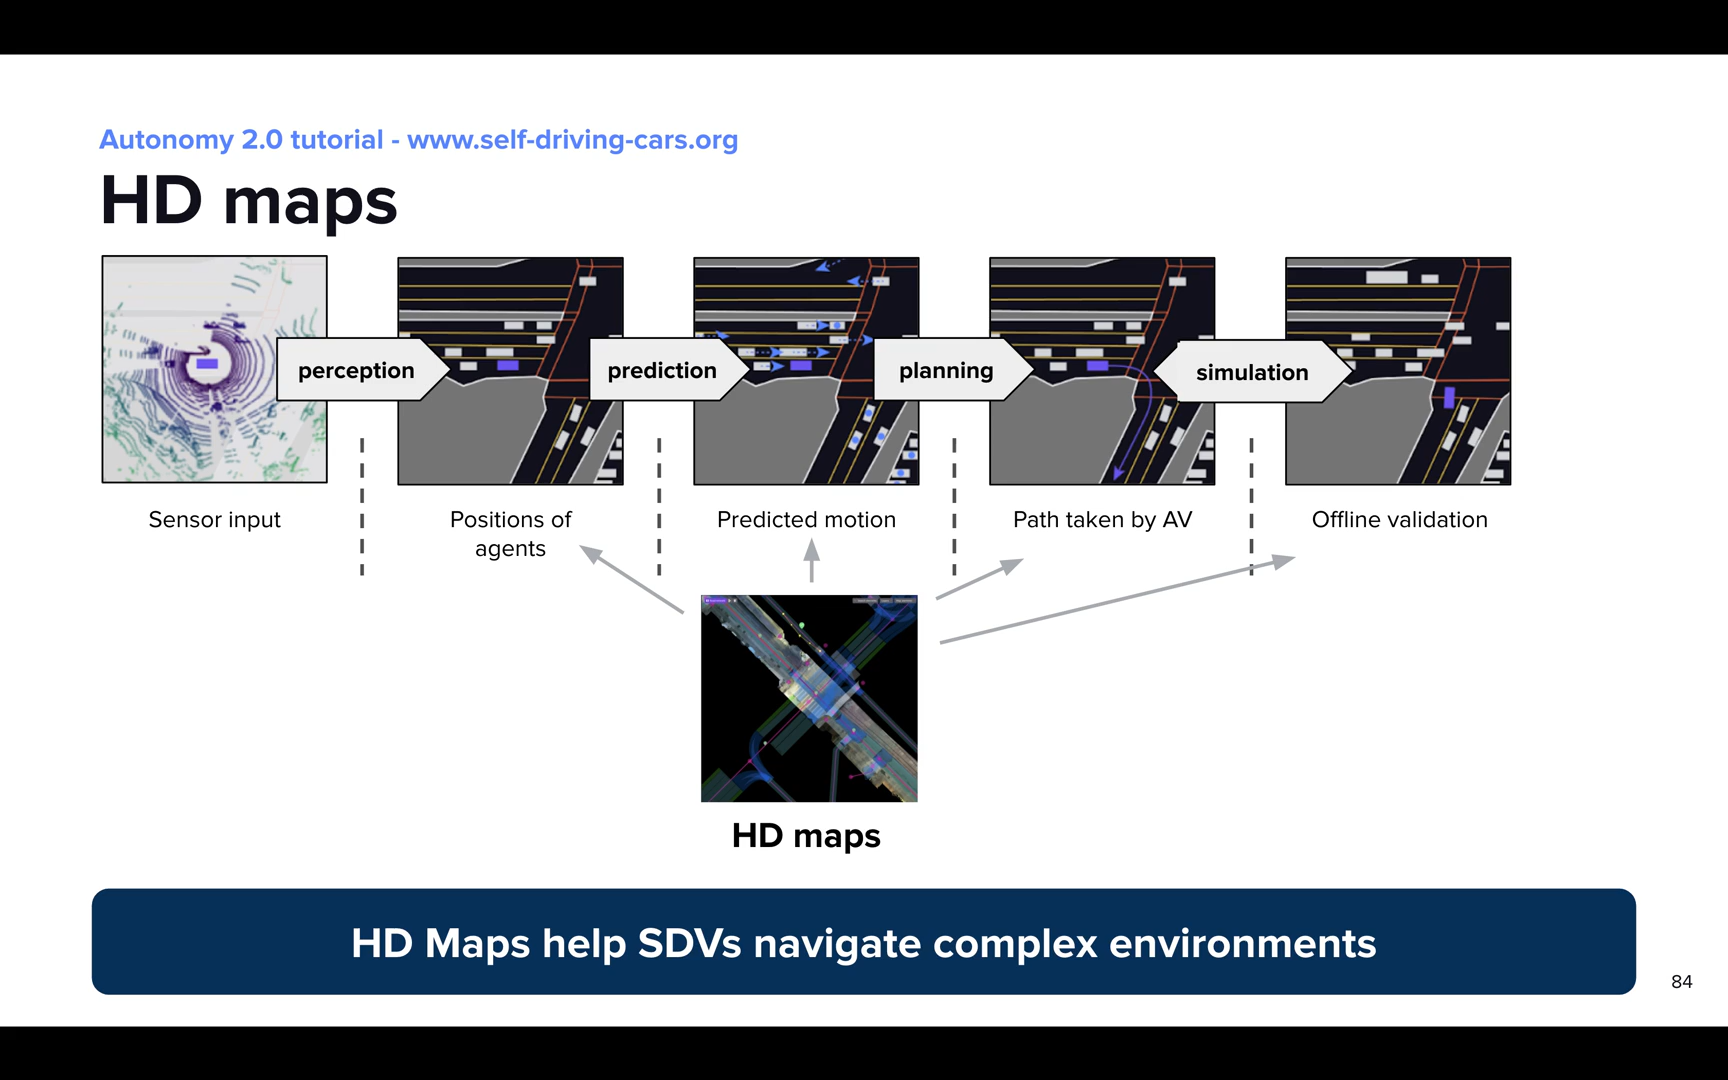 Autonomy 2.0 tutorial - www.self-driving-cars.org
HD maps
perception
prediction
planning
simulation
Sensor input
Positions of
agents
Predicted motion
Path taken by AV
Offline validation
HD maps
HD Maps help SDVs navigate complex environments
84